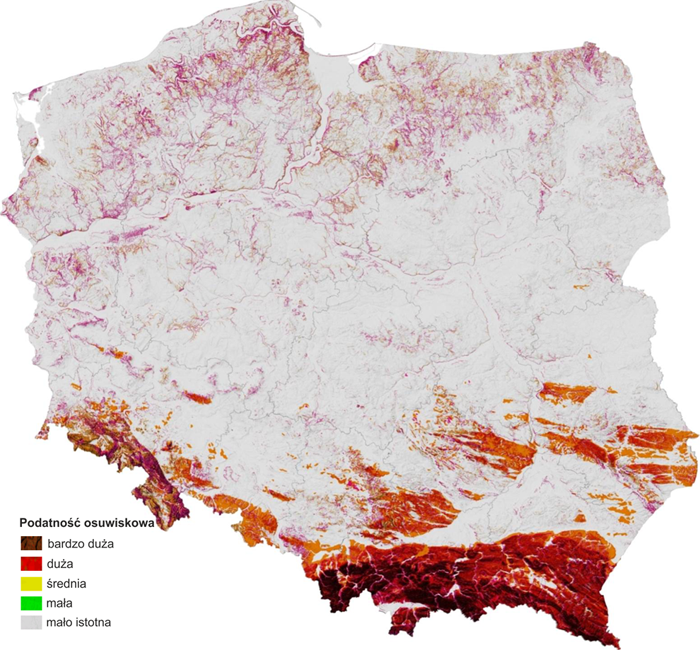 Podatność osuwiskowa
bardzo duża
duża
średnia
mała
mało istotna